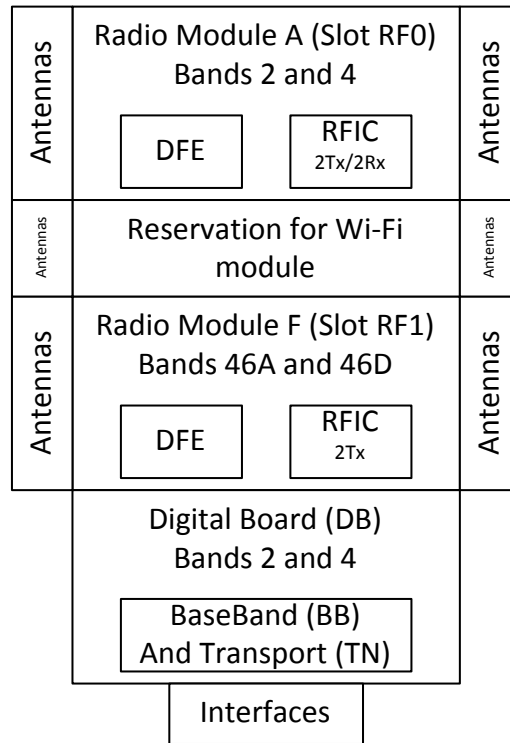 Antennas
Radio Module A (Slot RF0)
Bands 2 and 4
Antennas
DFE
RFIC
2Tx/2Rx
Antennas
Reservation for Wi-Fi
module
Antennas
Antennas
Radio Module F (Slot RF1)
Bands 46A and 46D
Antennas
DFE
RFIC
2Tx
Digital Board (DB)
Bands 2 and 4
BaseBand (BB)
And Transport (TN)
Interfaces